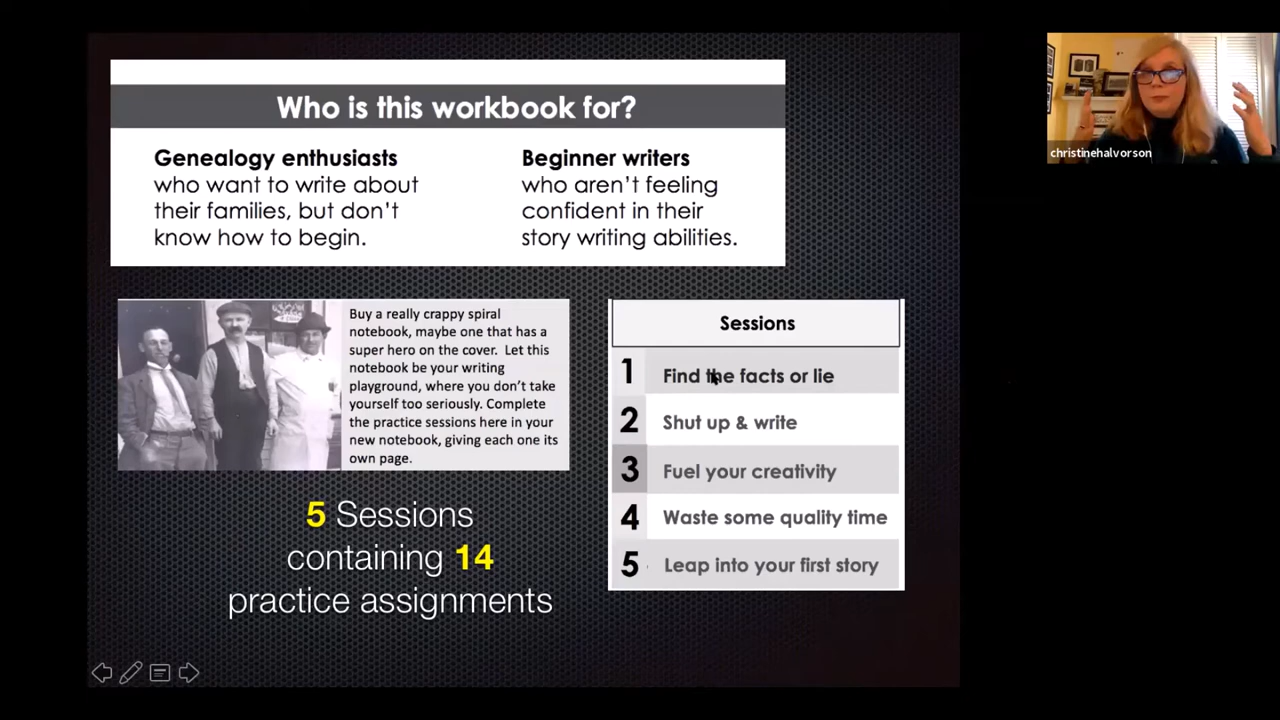 Who is this workbook for?
Genealogy enthusiasts
who want to write about
their families, but don't
know how to begin.
Beginner writers
who aren't feeling
confident in their
story writing abilities.
Buy a really crappy spiral
notebook, maybe one that has a
super hero on the cover. Let this
notebook be your writing
playground, where you don't take
yourself too seriously. Complete
the practice sessions here in your
new notebook, giving each one its
own page.
5 Sessions
containing 14
practice assignments
Sessions
1 Find the facts or lie
2 Shut up & write
3 Fuel your creativity
4 Waste some quality time
5 Leap into your first story
christinehalvorson